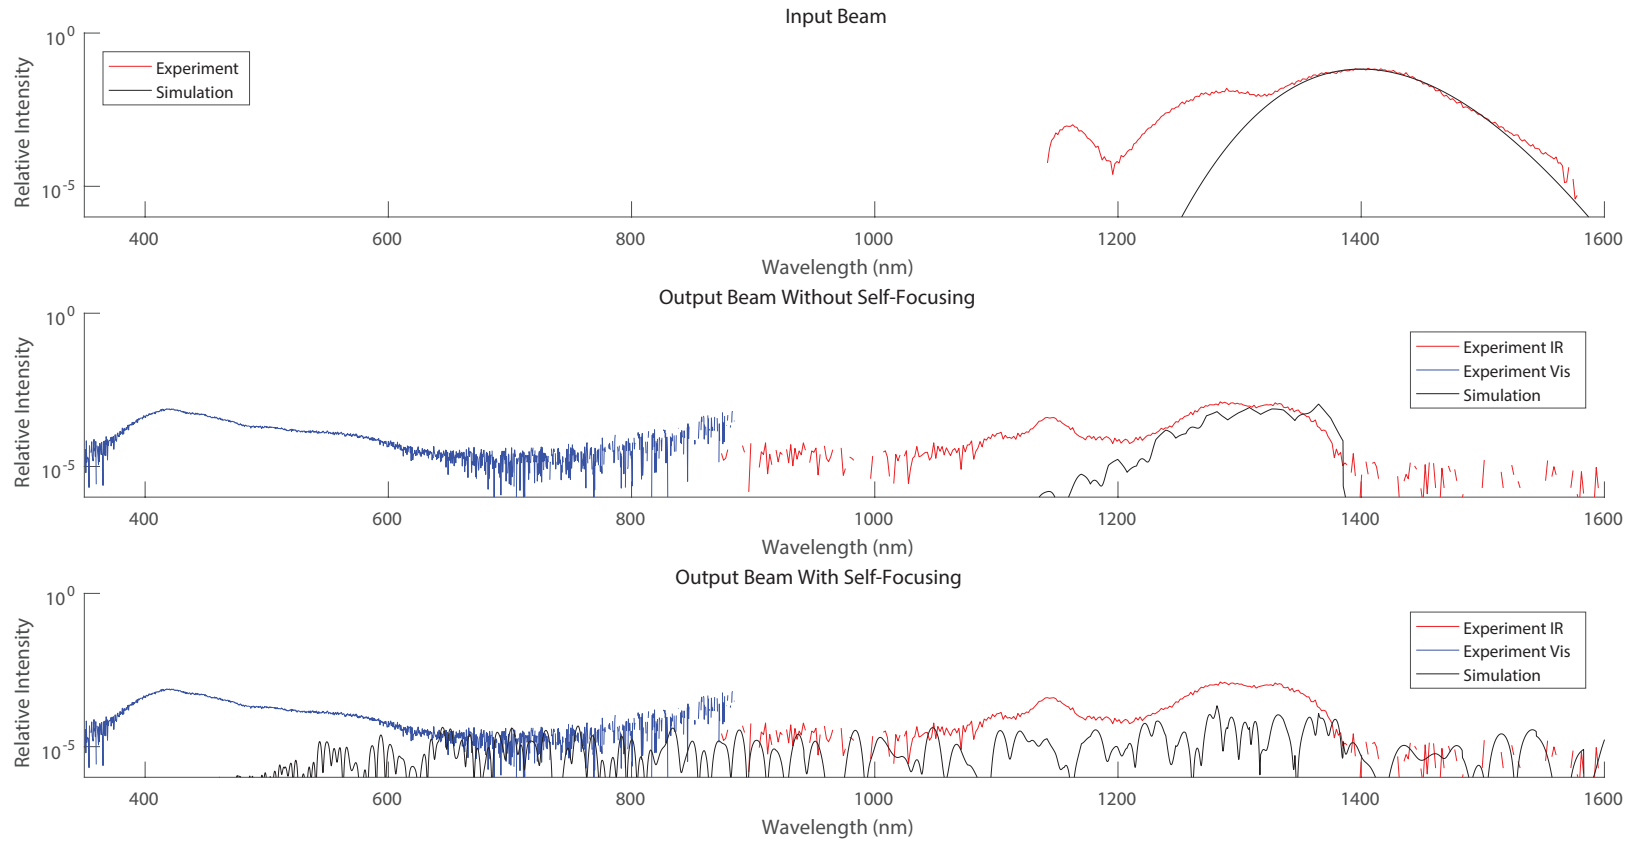 Input Beam
10^0
10^-5
Relative Intensity
Experiment
Simulation
400 600 800 1000 1200 1400 1600
Wavelength (nm)
Output Beam Without Self-Focusing
10^0
10^-5
Relative Intensity
Experiment IR
Experiment Vis
Simulation
400 600 800 1000 1200 1400 1600
Wavelength (nm)
Output Beam With Self-Focusing
10^0
10^-5
Relative Intensity
Experiment IR
Experiment Vis
Simulation
400 600 800 1000 1200 1400 1600
Wavelength (nm)